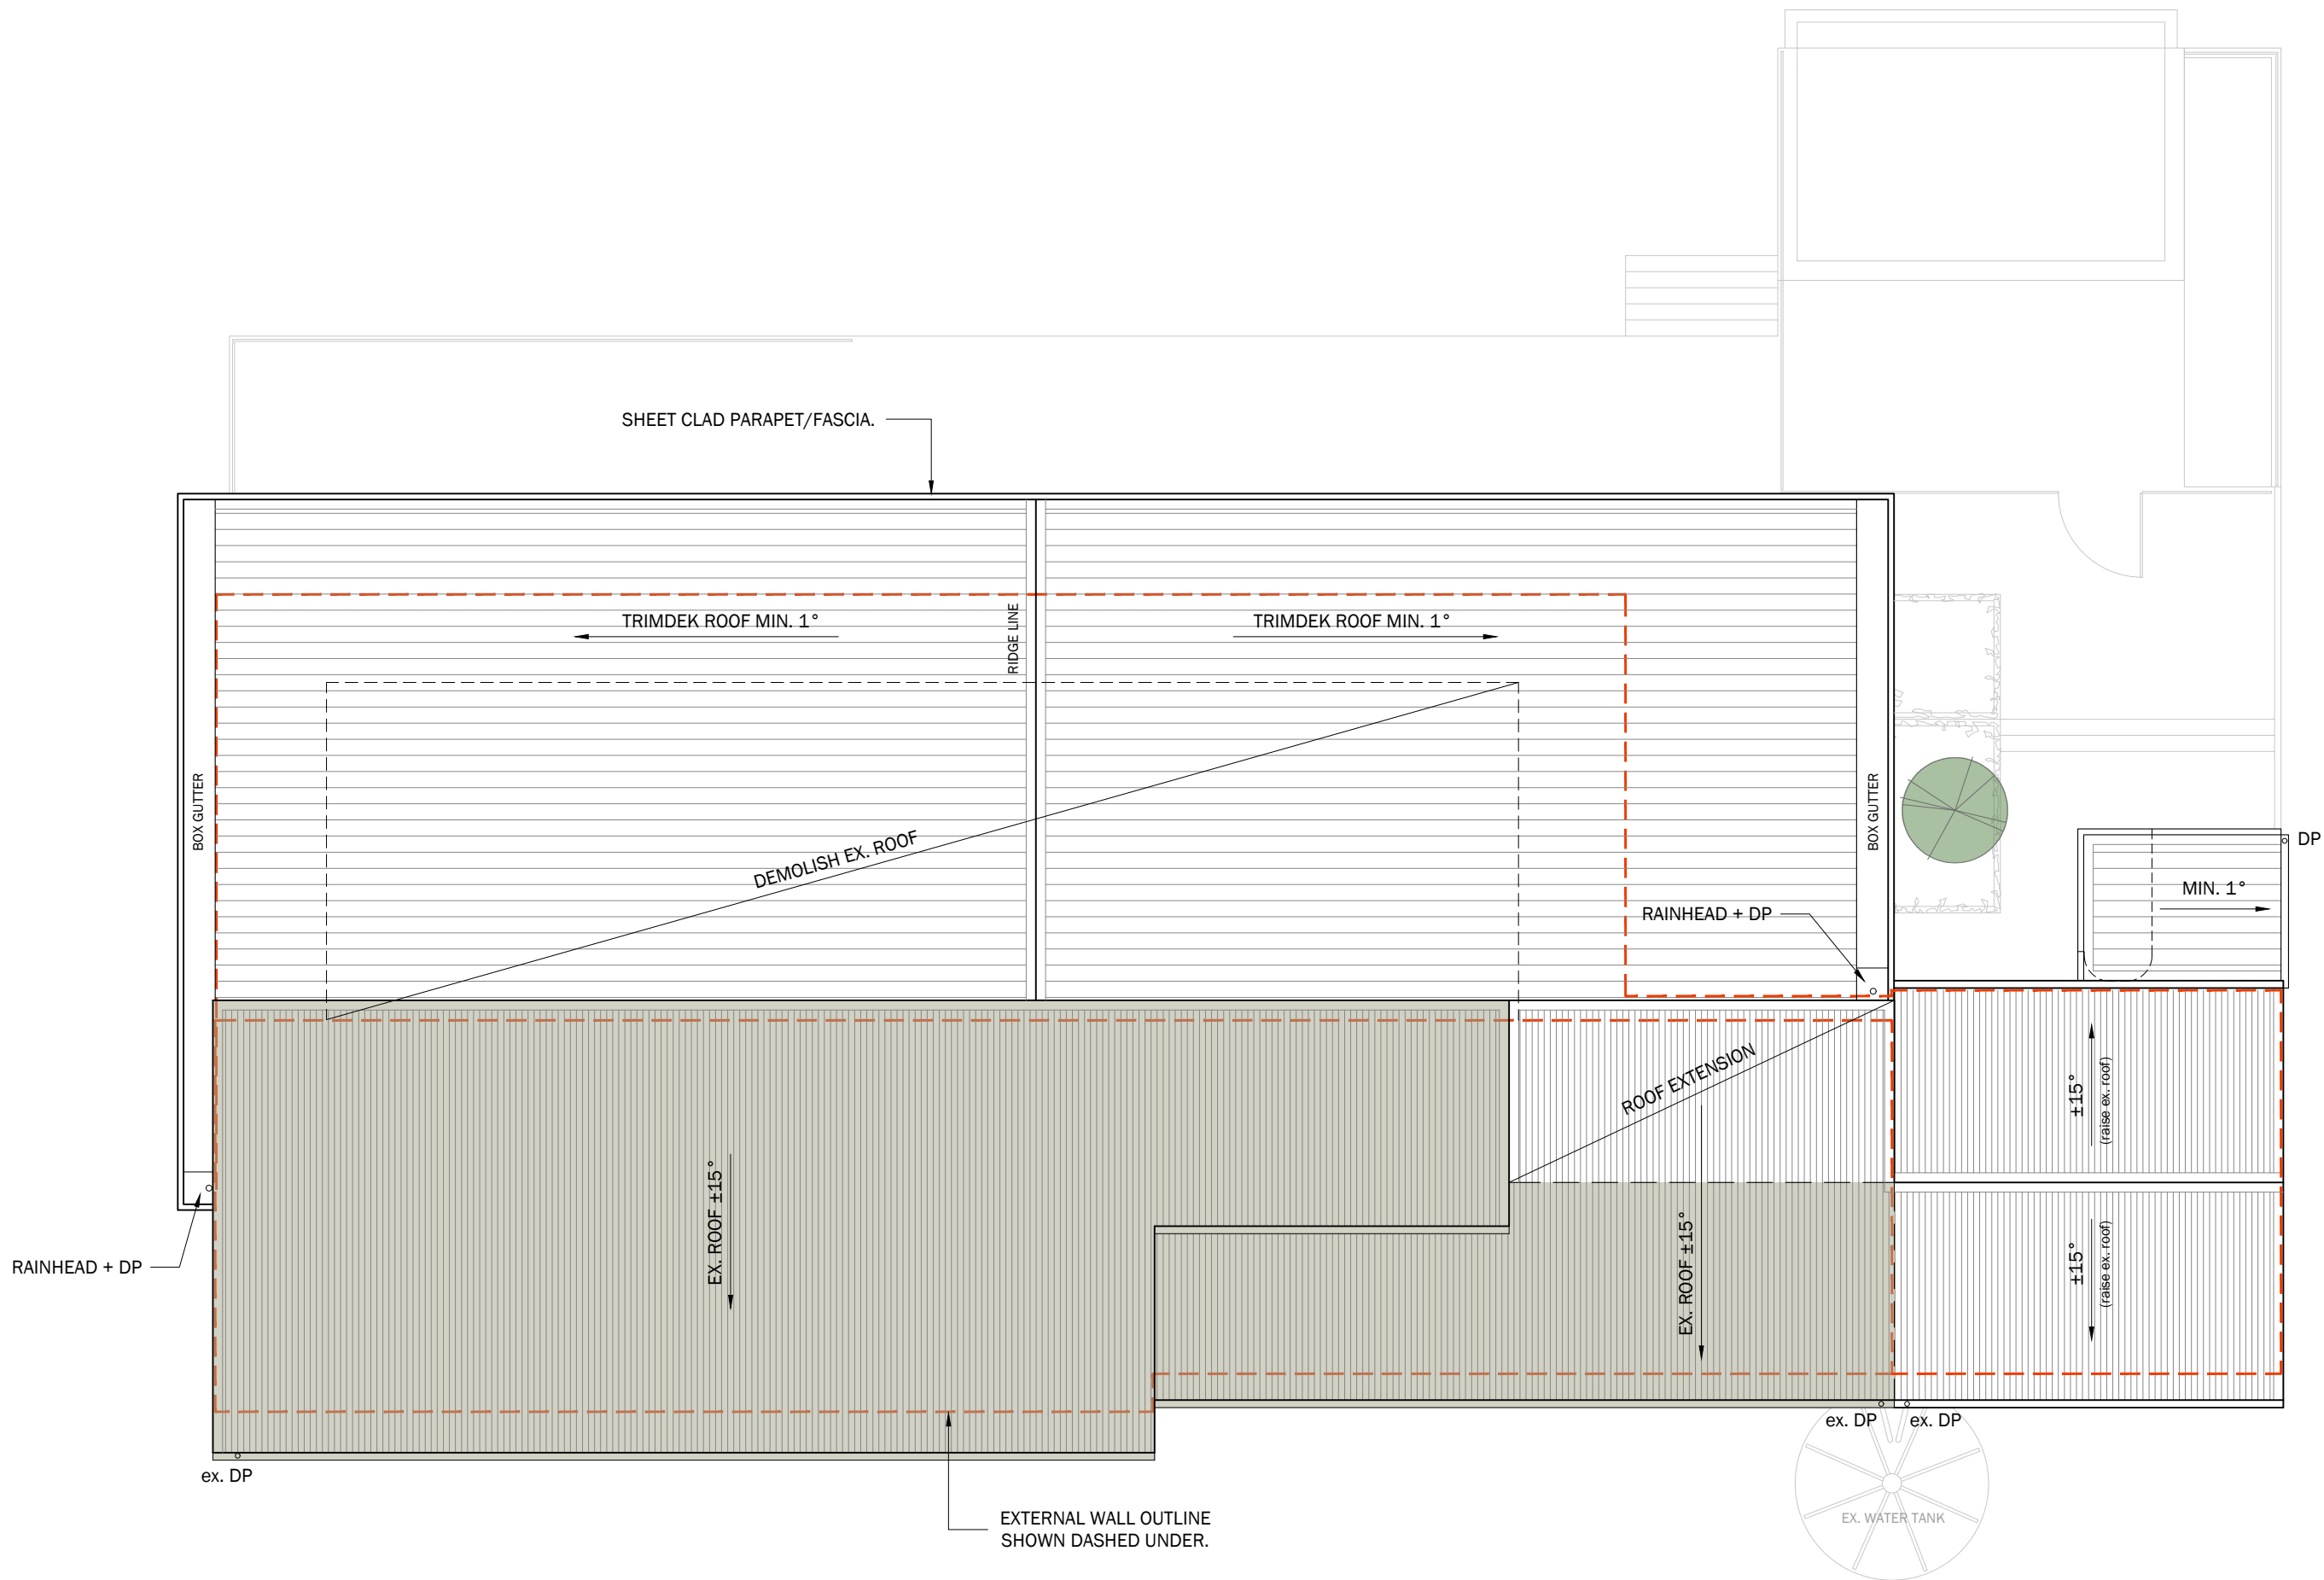 SHEET CLAD PARAPET/FASCIA.
TRIMDEK ROOF MIN. 1°
RIDGE LINE
TRIMDEK ROOF MIN. 1°
BOX GUTTER
BOX GUTTER
DEMOLISH EX. ROOF
DP
MIN. 1°
RAINHEAD + DP
ROOF EXTENSION
±15°
(raise ex. roof)
EX. ROOF ±15°
EX. ROOF ±15°
±15°
(raise ex. roof)
RAINHEAD + DP
ex. DP
ex. DP
ex. DP
EXTERNAL WALL OUTLINE
SHOWN DASHED UNDER.
EX. WATER TANK